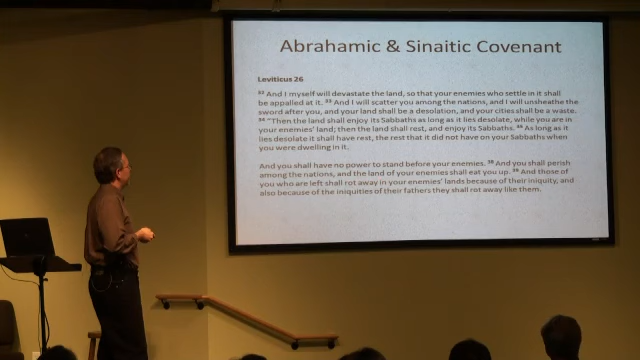 Abrahamic & Sinaitic Covenant
Leviticus 26
³² And I myself will devastate the land, so that your enemies who settle in it shall
be appalled at it. ³³ And I will scatter you among the nations, and I will unsheathe the
sword after you, and your land shall be a desolation, and your cities shall be a waste.
³⁴ "Then the land shall enjoy its Sabbaths as long as it lies desolate, while you are in
your enemies' land; then the land shall rest, and enjoy its Sabbaths. ³⁵ As long as it
lies desolate it shall have rest, the rest that it did not have on your Sabbaths when
you were dwelling in it.
And you shall have no power to stand before your enemies. ³⁸ And you shall perish
among the nations, and the land of your enemies shall eat you up. ³⁹ And those of
you who are left shall rot away in your enemies' lands because of their iniquity, and
also because of the iniquities of their fathers they shall rot away like them.